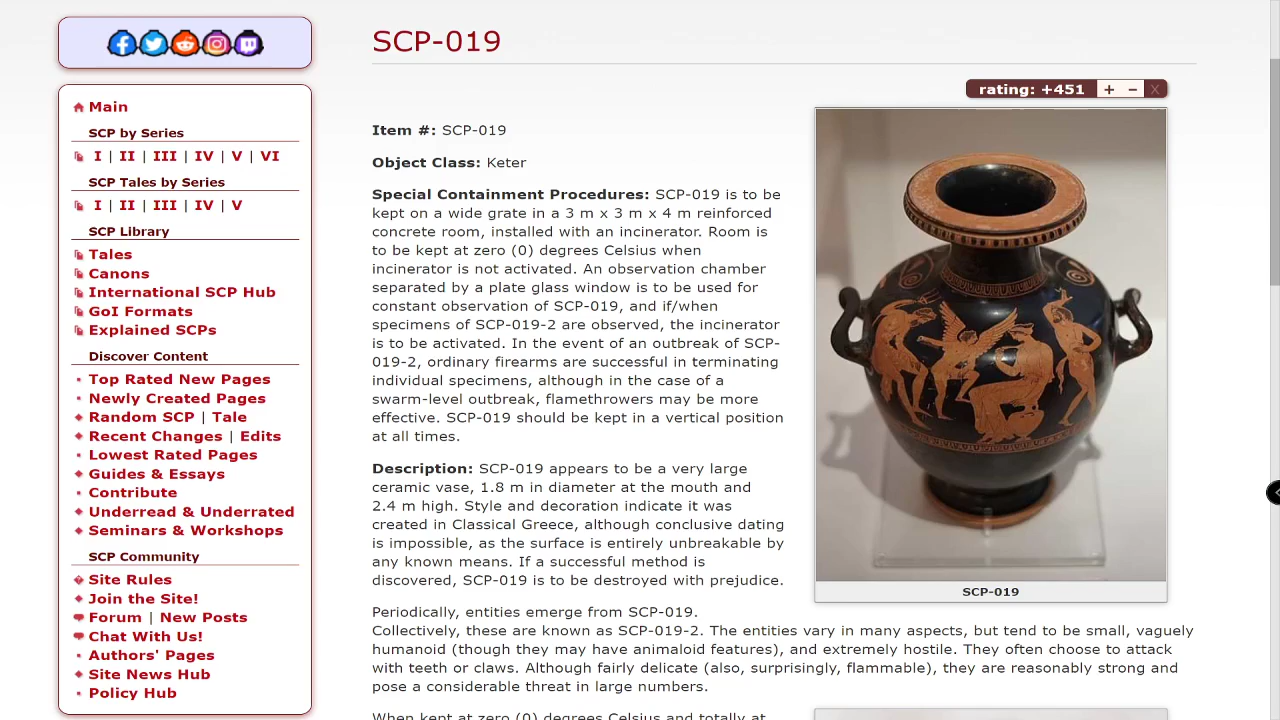 SCP-019
rating: +451 + − X
Main
SCP by Series
I | II | III | IV | V | VI
SCP Tales by Series
I | II | III | IV | V
SCP Library
Tales
Canons
International SCP Hub
GoI Formats
Explained SCPs
Discover Content
Top Rated New Pages
Newly Created Pages
Random SCP | Tale
Recent Changes | Edits
Lowest Rated Pages
Guides & Essays
Contribute
Underread & Underrated
Seminars & Workshops
SCP Community
Site Rules
Join the Site!
Forum | New Posts
Chat With Us!
Authors' Pages
Site News Hub
Policy Hub
Item #: SCP-019
Object Class: Keter
Special Containment Procedures: SCP-019 is to be
kept on a wide grate in a 3 m x 3 m x 4 m reinforced
concrete room, installed with an incinerator. Room is
to be kept at zero (0) degrees Celsius when
incinerator is not activated. An observation chamber
separated by a plate glass window is to be used for
constant observation of SCP-019, and if/when
specimens of SCP-019-2 are observed, the incinerator
is to be activated. In the event of an outbreak of SCP-
019-2, ordinary firearms are successful in terminating
individual specimens, although in the case of a
swarm-level outbreak, flamethrowers may be more
effective. SCP-019 should be kept in a vertical position
at all times.
Description: SCP-019 appears to be a very large
ceramic vase, 1.8 m in diameter at the mouth and
2.4 m high. Style and decoration indicate it was
created in Classical Greece, although conclusive dating
is impossible, as the surface is entirely unbreakable by
any known means. If a successful method is
discovered, SCP-019 is to be destroyed with prejudice.
SCP-019
Periodically, entities emerge from SCP-019.
Collectively, these are known as SCP-019-2. The entities vary in many aspects, but tend to be small, vaguely
humanoid (though they may have animaloid features), and extremely hostile. They often choose to attack
with teeth or claws. Although fairly delicate (also, surprisingly, flammable), they are reasonably strong and
pose a considerable threat in large numbers.
When kept at zero (0) degrees Celsius and totally at